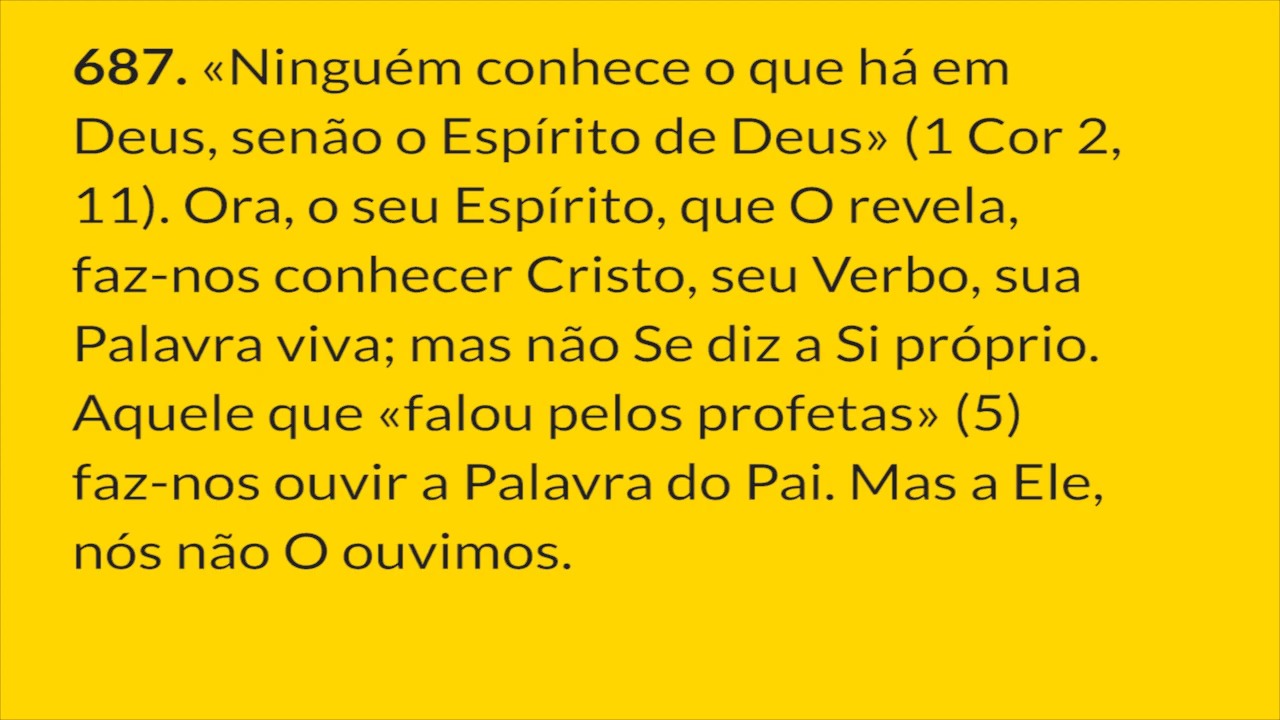 687. «Ninguém conhece o que há em
Deus, senão o Espírito de Deus» (1 Cor 2,
11). Ora, o seu Espírito, que O revela,
faz-nos conhecer Cristo, seu Verbo, sua
Palavra viva; mas não Se diz a Si próprio.
Aquele que «falou pelos profetas» (5)
faz-nos ouvir a Palavra do Pai. Mas a Ele,
nós não O ouvimos.